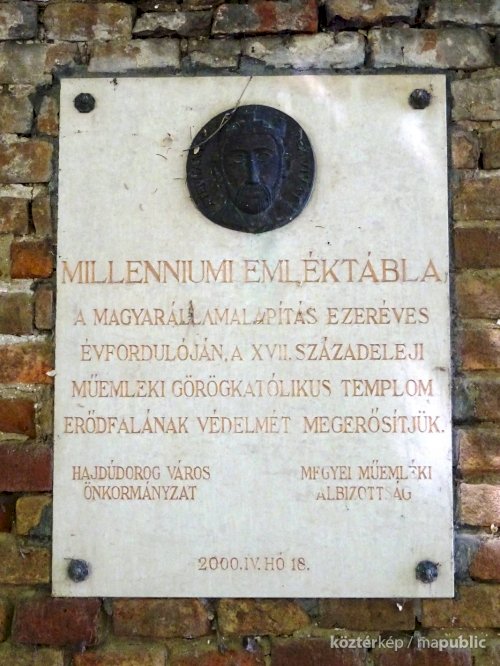 MILLENNIUMI EMLÉKTÁBLA
A MAGYARÁLLAMALAPÍTÁS EZERÉVES
ÉVFORDULÓJÁN, A XVII. SZÁZADELEJI
MŰEMLEKI GÖRÖGKATÓLIKUS TEMPLOM
ERŐDFALÁNAK VÉDELMÉT MEGERŐSÍTJÜK.
HAJDÚDOROG VÁROS
ÖNKORMÁNYZAT
MEGYEI MŰEMLÉKI
ALBIZOTTSÁG
2000.IV.HÓ 18.
köztérkép / mapublic